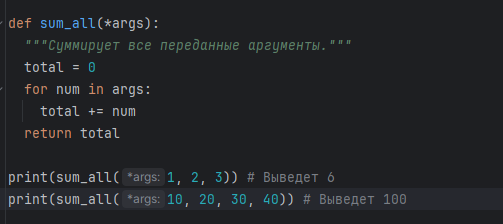 def sum_all(*args):
  """Суммирует все переданные аргументы."""
  total = 0
  for num in args:
    total += num
  return total

print(sum_all( *args: 1, 2, 3)) # Выведет 6
print(sum_all( *args: 10, 20, 30, 40)) # Выведет 100